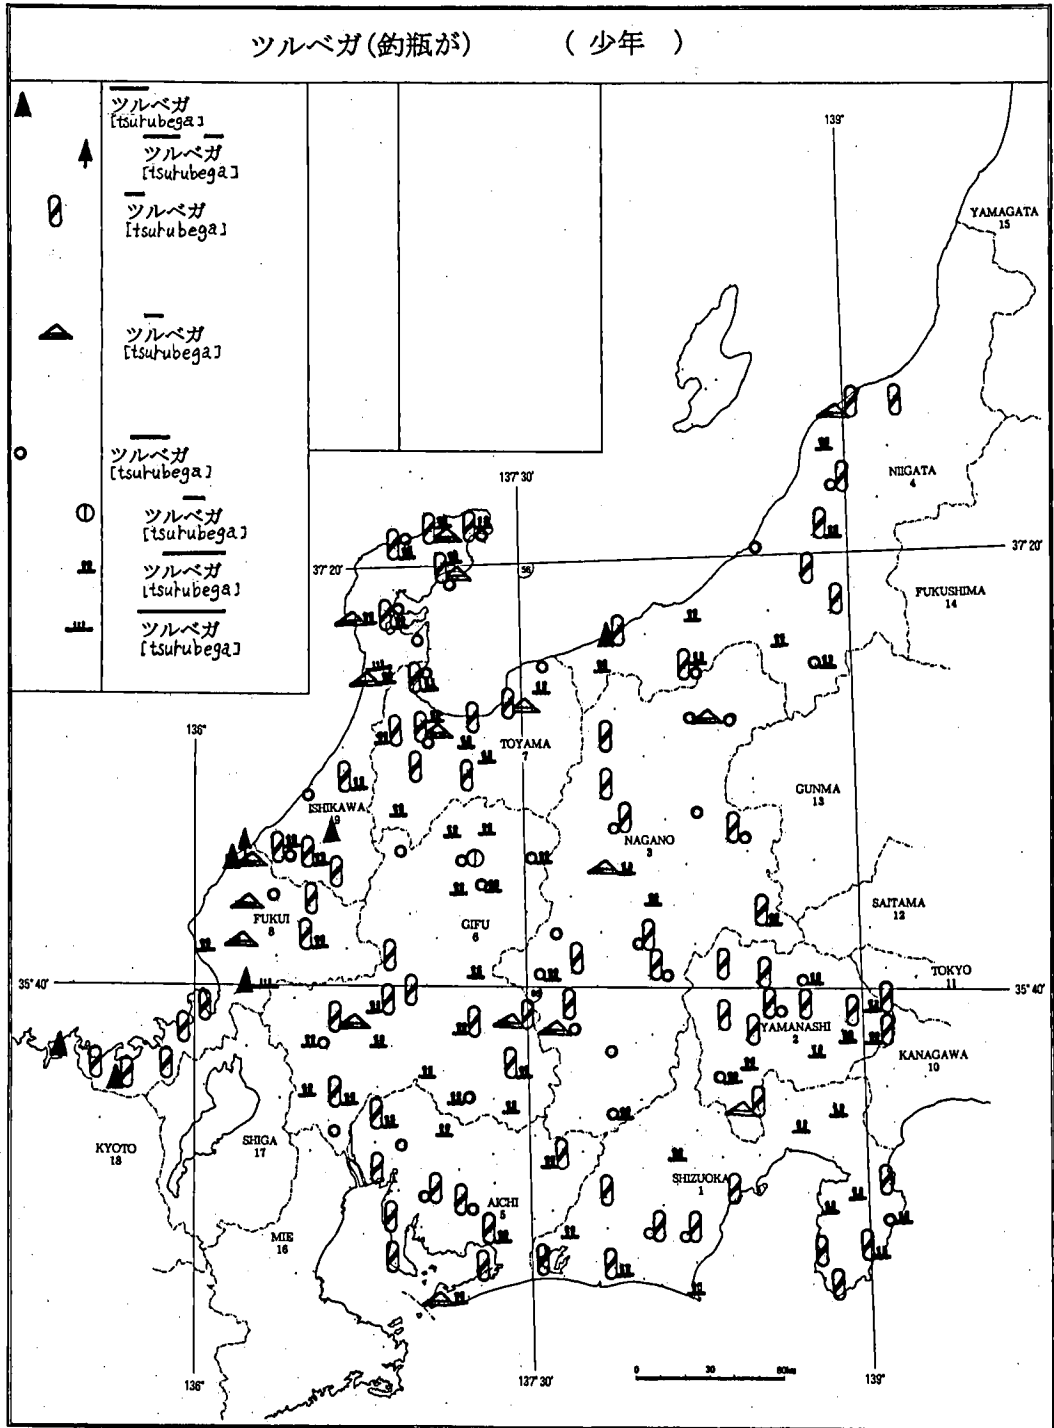 ツルベガ(釣瓶が) ( 少年 )
ツルベガ
[tsurubega]
ツルベガ
[tsurubega]
ツルベガ
[tsurubega]
ツルベガ
[tsurubega]
ツルベガ
[tsurubega]
ツルベガ
[tsurubega]
ツルベガ
[tsurubega]
ツルベガ
[tsurubega]
139°
YAMAGATA
15
NIIGATA
4
137° 30'
37° 20'
56
37° 20'
FUKUSHIMA
14
136°
TOYAMA
7
ISHIKAWA
9
GUNMA
13
NAGANO
3
SAITAMA
12
FUKUI
8
GIFU
6
TOKYO
11
35° 40'
35° 40'
YAMANASHI
2
KANAGAWA
10
KYOTO
18
SHIGA
17
SHIZUOKA
1
AICHI
5
MIE
16
0 30 60km
136°
137° 30'
139°